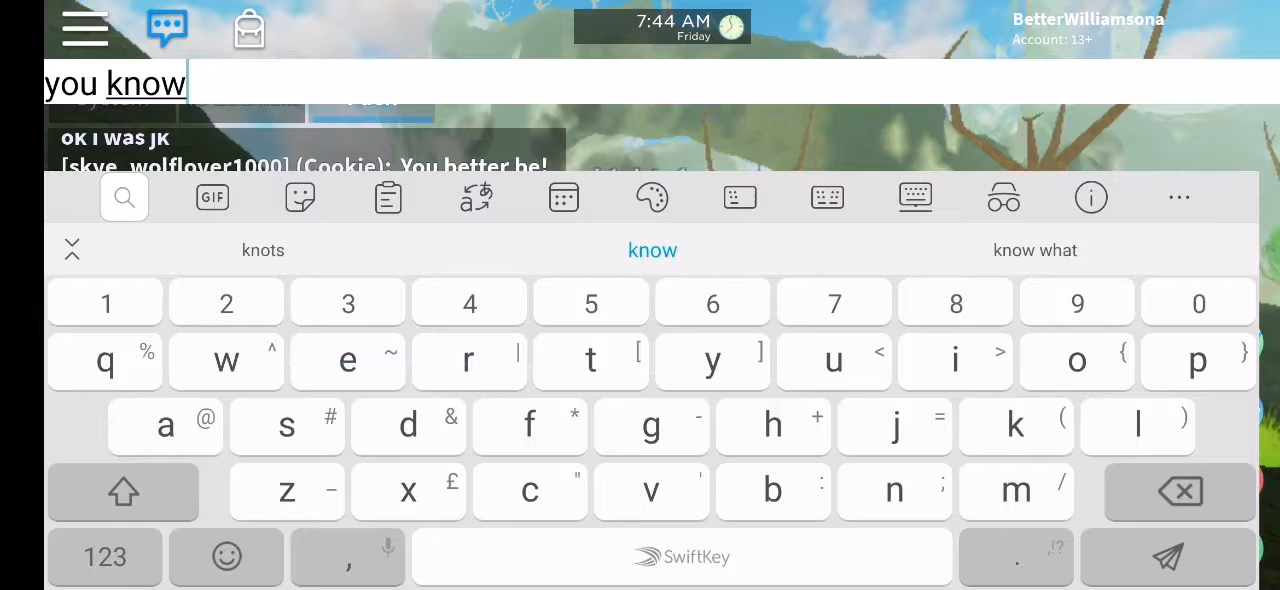 7:44 AM
Friday
BetterWilliamsona
Account: 13+
you know
OK I WAS JK
[skye_wolflover1000] (Cookie): You better be!
GIF
knots know know what
1 2 3 4 5 6 7 8 9 0
q % w ^ e ~ r | t [ y ] u < i > o { p }
a @ s # d & f * g - h + j = k ( l )
z _ x £ c " v ' b : n ; m /
123 , SwiftKey . ,!?